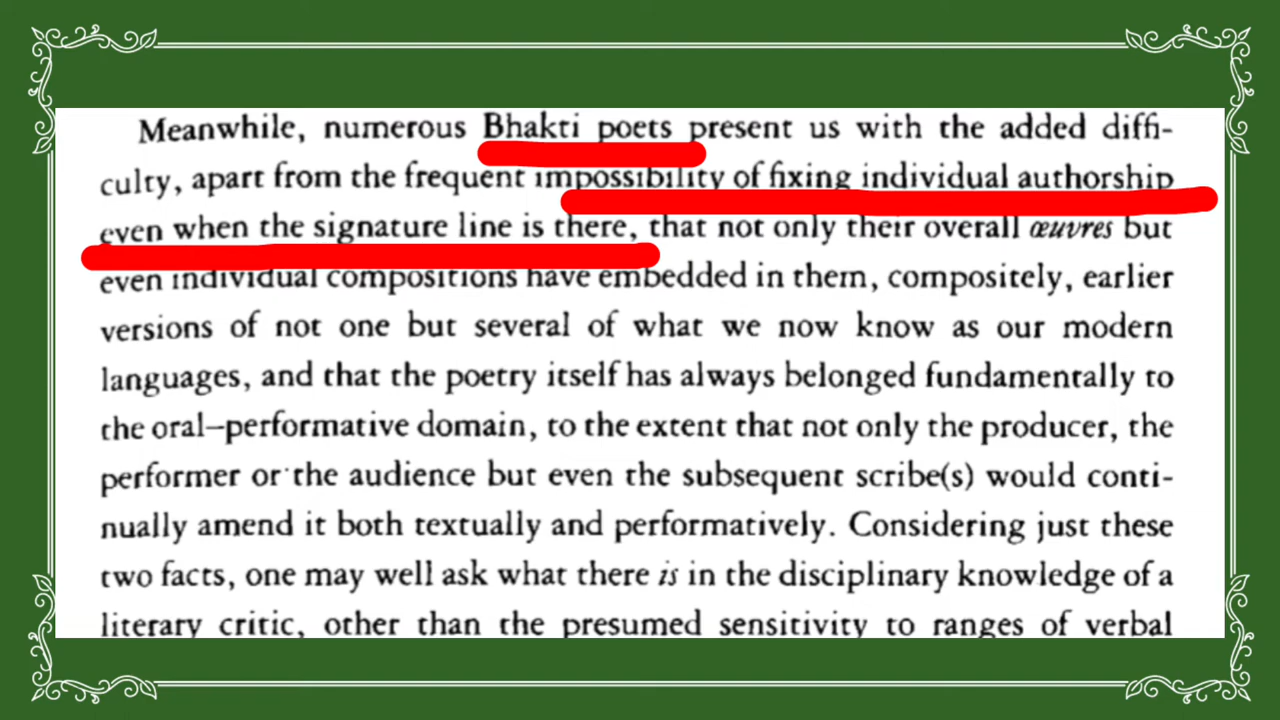 Meanwhile, numerous Bhakti poets present us with the added diffi-
culty, apart from the frequent impossibility of fixing individual authorship
even when the signature line is there, that not only their overall œuvres but
even individual compositions have embedded in them, compositely, earlier
versions of not one but several of what we now know as our modern
languages, and that the poetry itself has always belonged fundamentally to
the oral–performative domain, to the extent that not only the producer, the
performer or the audience but even the subsequent scribe(s) would conti-
nually amend it both textually and performatively. Considering just these
two facts, one may well ask what there is in the disciplinary knowledge of a
literary critic, other than the presumed sensitivity to ranges of verbal